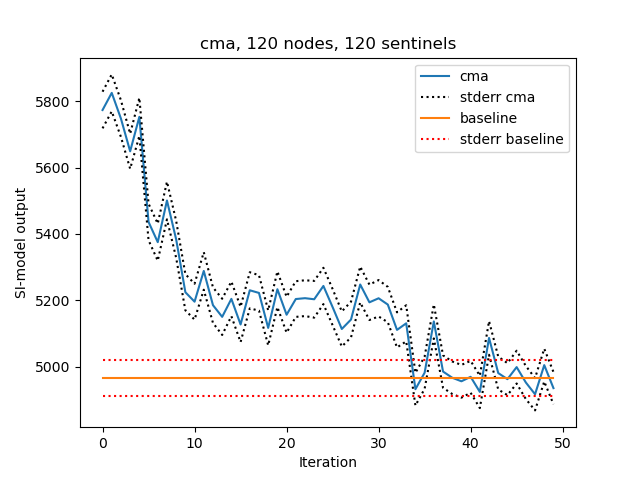 cma, 120 nodes, 120 sentinels
cma
stderr cma
baseline
stderr baseline
SI-model output
5800
5600
5400
5200
5000
0 10 20 30 40 50
Iteration